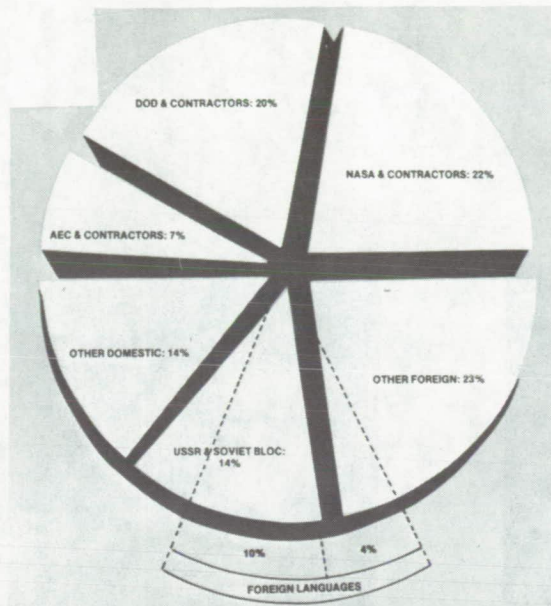 DOD & CONTRACTORS: 20%
NASA & CONTRACTORS: 22%
AEC & CONTRACTORS: 7%
OTHER DOMESTIC: 14%
OTHER FOREIGN: 23%
USSR & SOVIET BLOC:
14%
10%
4%
FOREIGN LANGUAGES